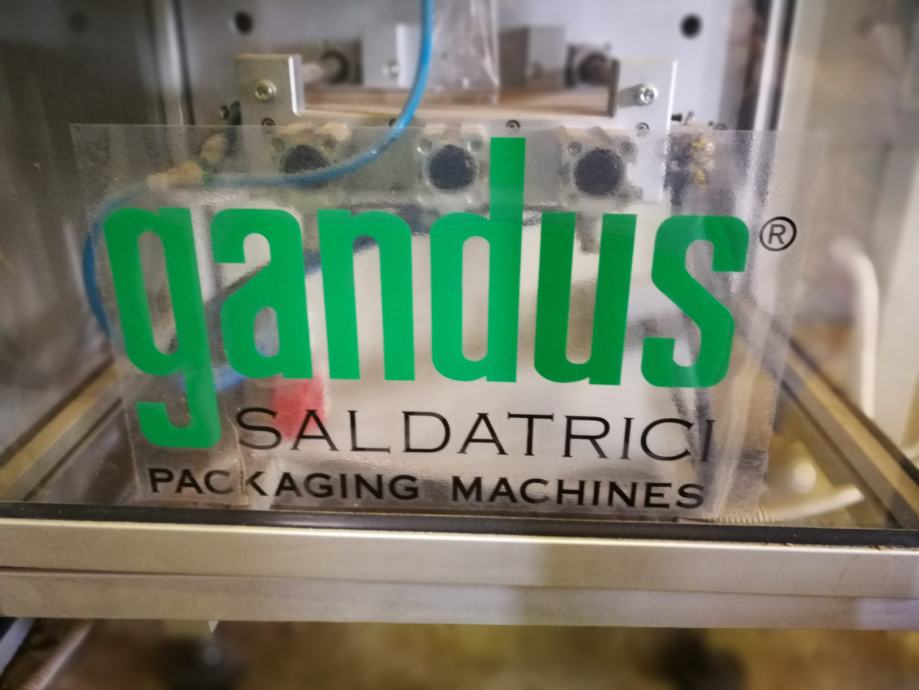 gandus®
SALDATRICI
PACKAGING MACHINES